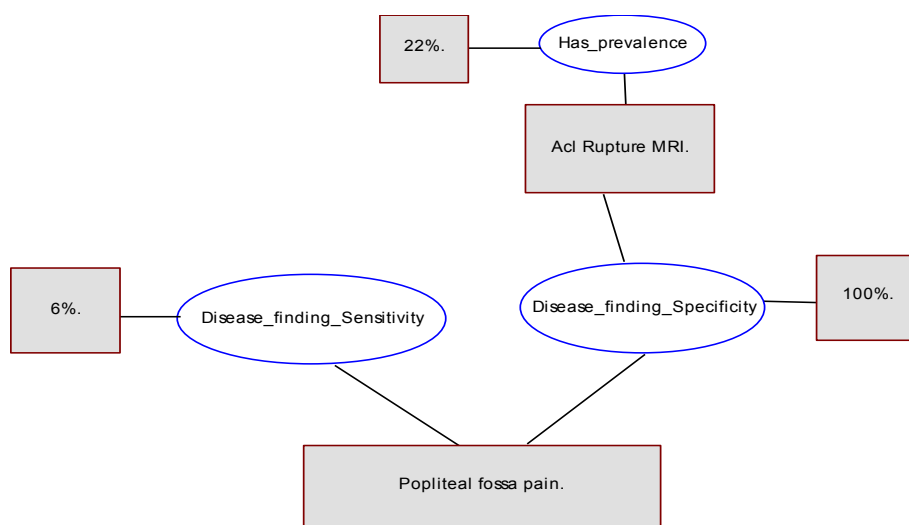 22%.
Has_prevalence
Acl Rupture MRI.
6%.
Disease_finding_Sensitivity
Disease_finding_Specificity
100%.
Popliteal fossa pain.